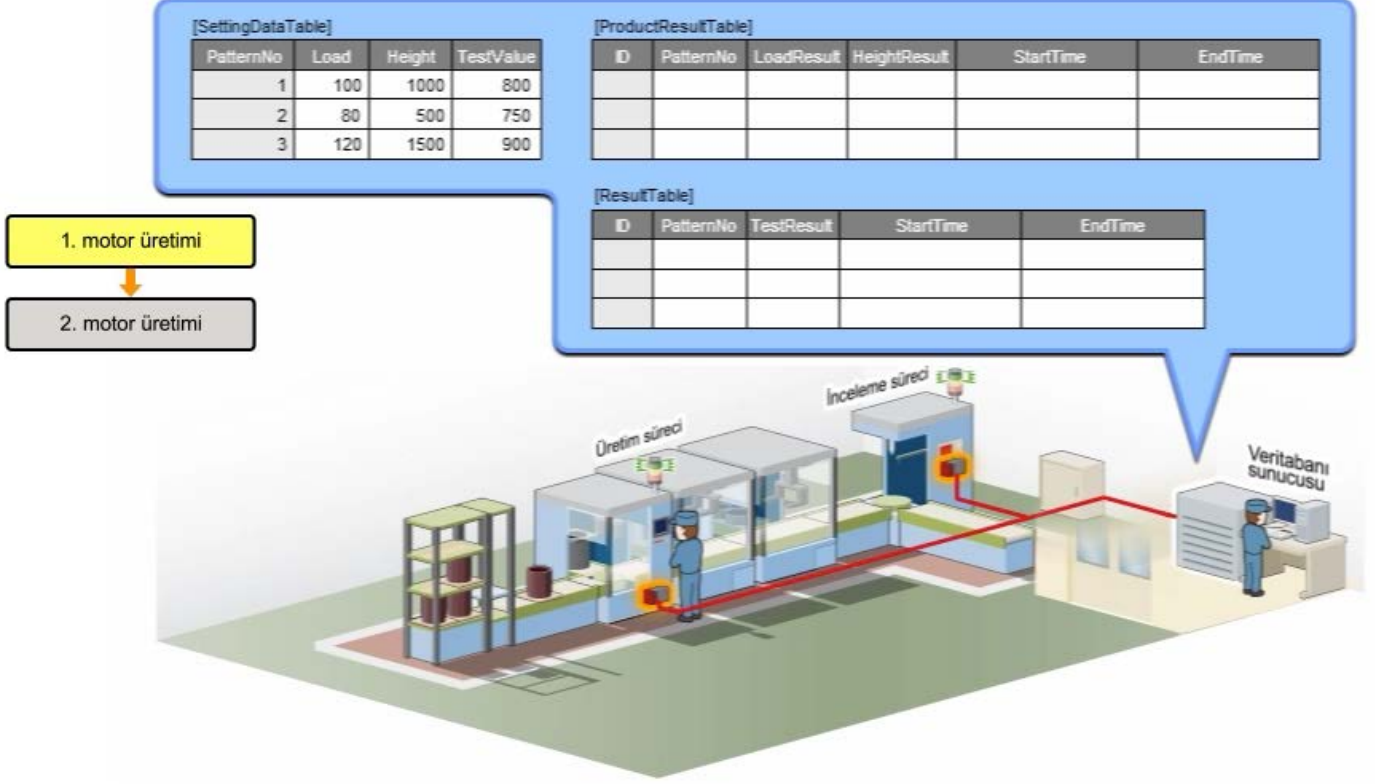 [SettingDataTable]
PatternNo Load Height TestValue
1 100 1000 800
2 80 500 750
3 120 1500 900
[ProductResultTable]
ID PatternNo LoadResult HeightResult StartTime EndTime
[ResultTable]
ID PatternNo TestResult StartTime EndTime
1. motor üretimi
2. motor üretimi
İnceleme süreci
Üretim süreci
Veritabanı
sunucusu